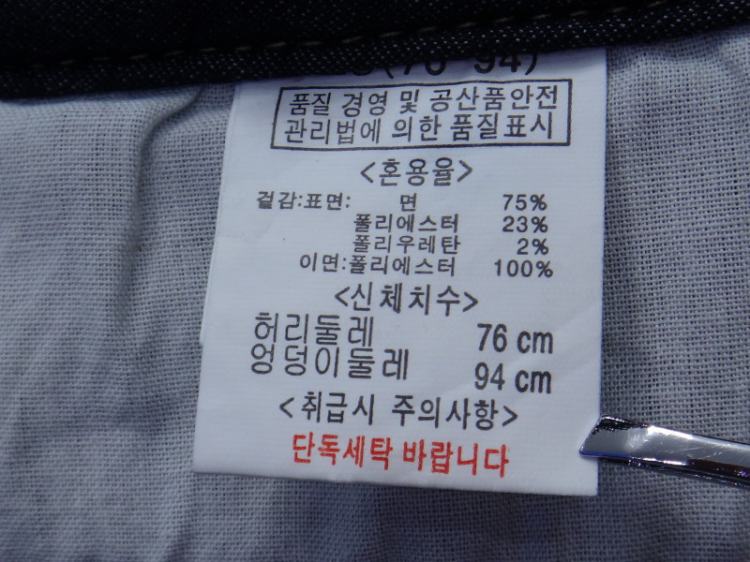 (76-94)
품질 경영 및 공산품안전
관리법에 의한 품질표시
<혼용율>
겉감:표면: 면 75%
폴리에스터 23%
폴리우레탄 2%
이면:폴리에스터 100%
<신체치수>
허리둘레 76 cm
엉덩이둘레 94 cm
<취급시 주의사항>
단독세탁 바랍니다